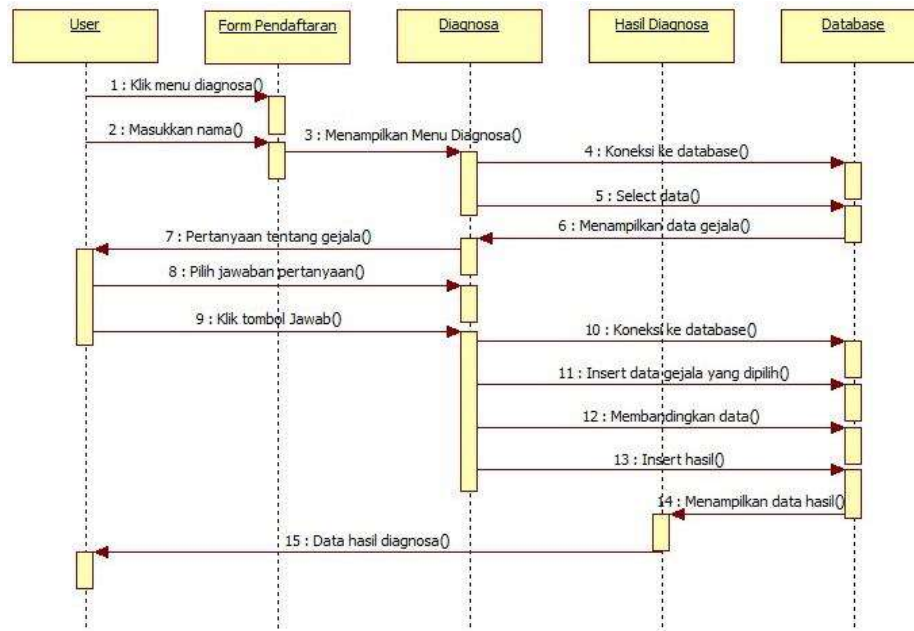 User
Form Pendaftaran
Diagnosa
Hasil Diagnosa
Database
1 : Klik menu diagnosa()
2 : Masukkan nama()
3 : Menampilkan Menu Diagnosa()
4 : Koneksi ke database()
5 : Select data()
6 : Menampilkan data gejala()
7 : Pertanyaan tentang gejala()
8 : Pilih jawaban pertanyaan()
9 : Klik tombol Jawab()
10 : Koneksi ke database()
11 : Insert data gejala yang dipilih()
12 : Membandingkan data()
13 : Insert hasil()
14 : Menampilkan data hasil()
15 : Data hasil diagnosa()